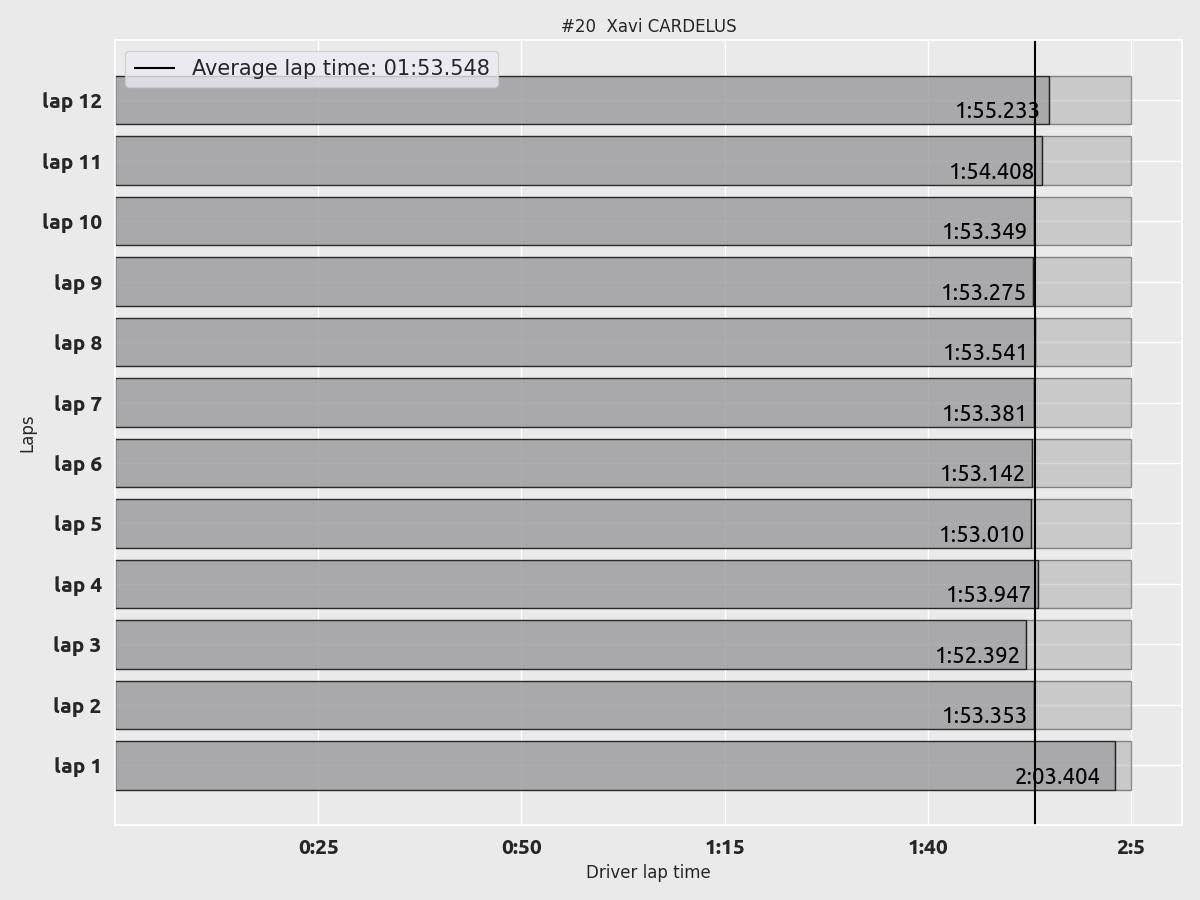 #20 Xavi CARDELUS
Average lap time: 01:53.548
lap 12 1:55.233
lap 11 1:54.408
lap 10 1:53.349
lap 9 1:53.275
lap 8 1:53.541
lap 7 1:53.381
lap 6 1:53.142
lap 5 1:53.010
lap 4 1:53.947
lap 3 1:52.392
lap 2 1:53.353
lap 1 2:03.404
Laps
0:25 0:50 1:15 1:40 2:5
Driver lap time